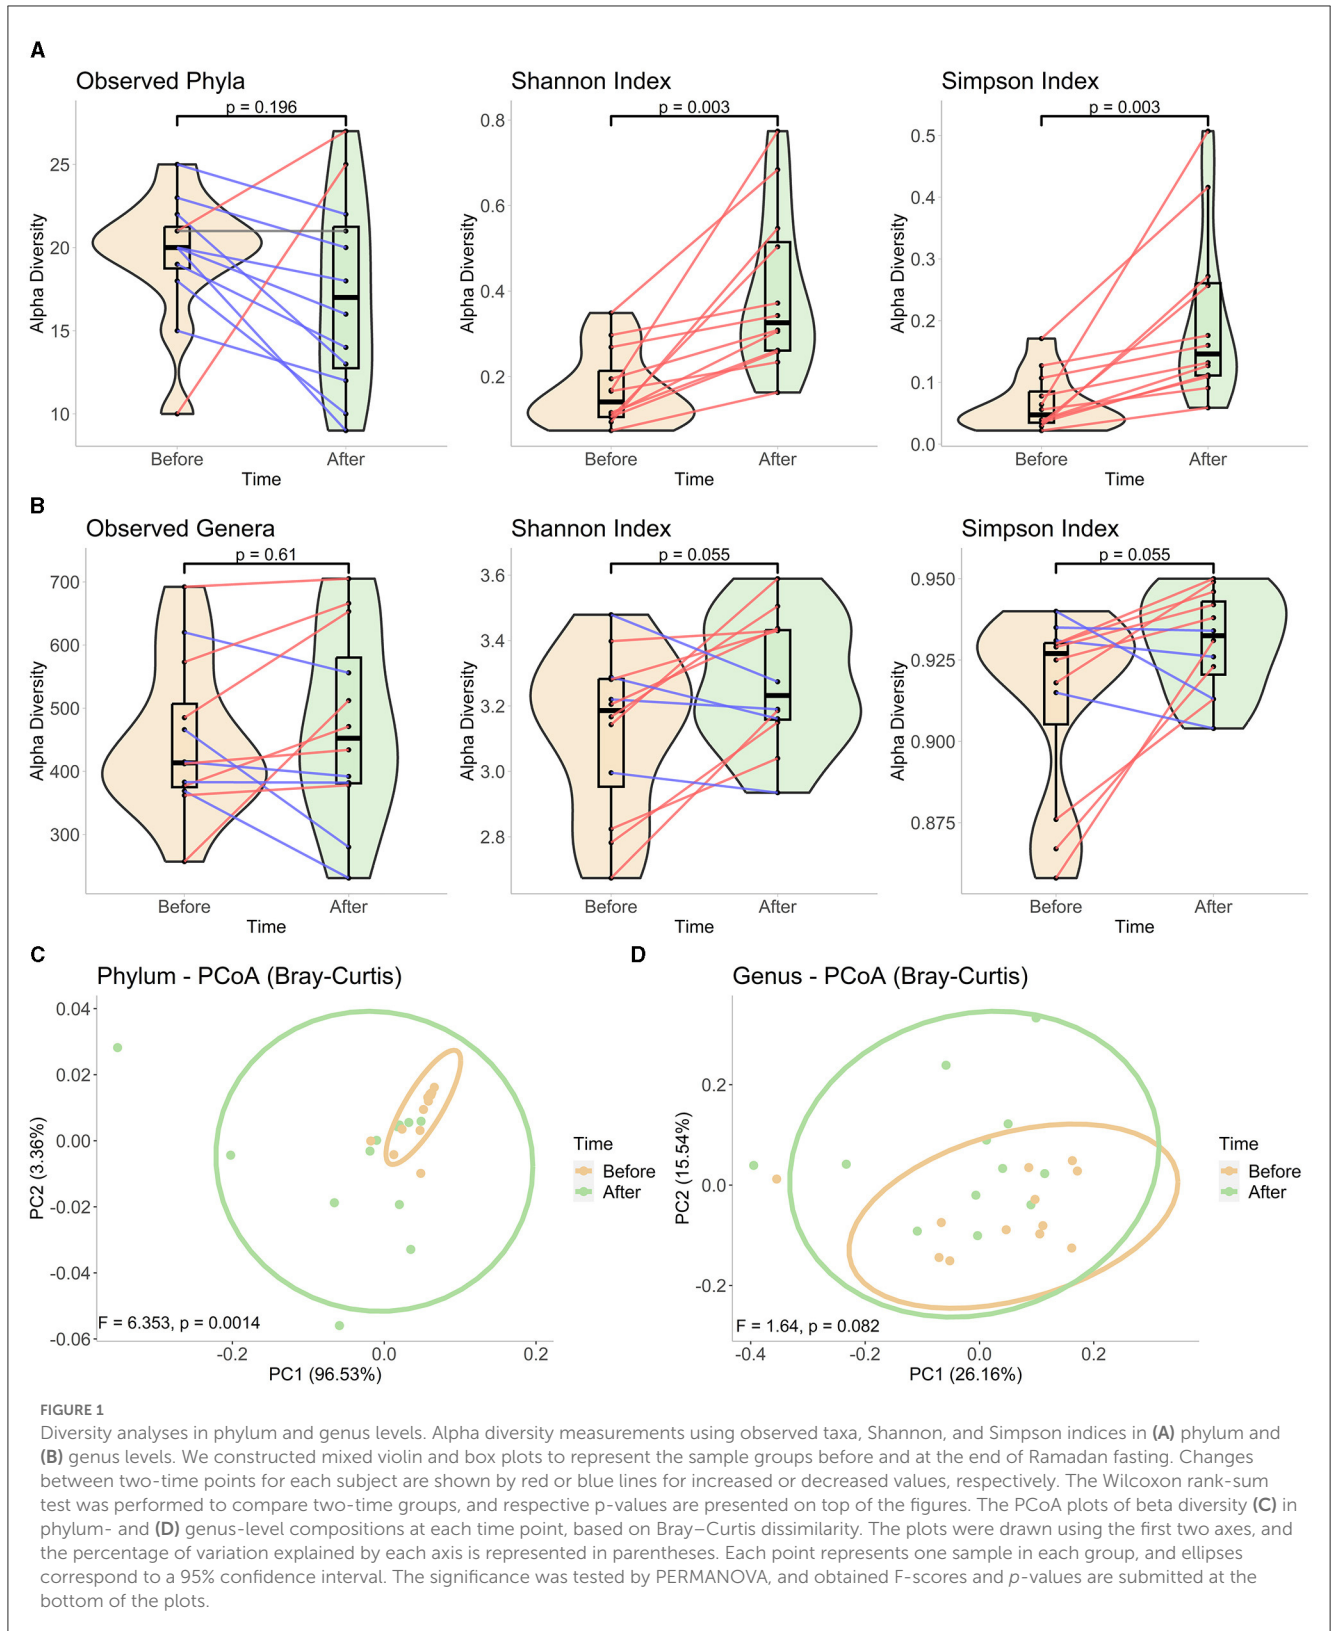 A
Observed Phyla
Shannon Index
Simpson Index
p = 0.196
p = 0.003
p = 0.003
Alpha Diversity
25
20
15
10
Before
After
Time
Alpha Diversity
0.8
0.6
0.4
0.2
Before
After
Time
Alpha Diversity
0.5
0.4
0.3
0.2
0.1
0.0
Before
After
Time
B
Observed Genera
Shannon Index
Simpson Index
p = 0.61
p = 0.055
p = 0.055
Alpha Diversity
700
600
500
400
300
Before
After
Time
Alpha Diversity
3.6
3.4
3.2
3.0
2.8
Before
After
Time
Alpha Diversity
0.950
0.925
0.900
0.875
Before
After
Time
C
Phylum - PCoA (Bray-Curtis)
PC2 (3.36%)
0.04
0.02
0.00
-0.02
-0.04
-0.06
F = 6.353, p = 0.0014
-0.2
0.0
0.2
PC1 (96.53%)
Time
Before
After
D
Genus - PCoA (Bray-Curtis)
PC2 (15.54%)
0.2
0.0
-0.2
F = 1.64, p = 0.082
-0.4
-0.2
0.0
0.2
PC1 (26.16%)
Time
Before
After
FIGURE 1
Diversity analyses in phylum and genus levels. Alpha diversity measurements using observed taxa, Shannon, and Simpson indices in (A) phylum and
(B) genus levels. We constructed mixed violin and box plots to represent the sample groups before and at the end of Ramadan fasting. Changes
between two-time points for each subject are shown by red or blue lines for increased or decreased values, respectively. The Wilcoxon rank-sum
test was performed to compare two-time groups, and respective p-values are presented on top of the figures. The PCoA plots of beta diversity (C) in
phylum- and (D) genus-level compositions at each time point, based on Bray–Curtis dissimilarity. The plots were drawn using the first two axes, and
the percentage of variation explained by each axis is represented in parentheses. Each point represents one sample in each group, and ellipses
correspond to a 95% confidence interval. The significance was tested by PERMANOVA, and obtained F-scores and p-values are submitted at the
bottom of the plots.